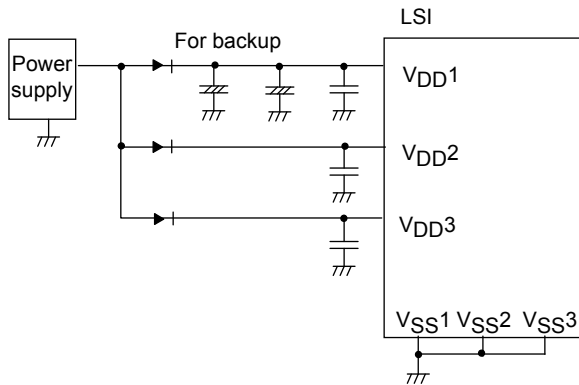 LSI
For backup
Power
supply
VDD1
VDD2
VDD3
VSS1 VSS2 VSS3